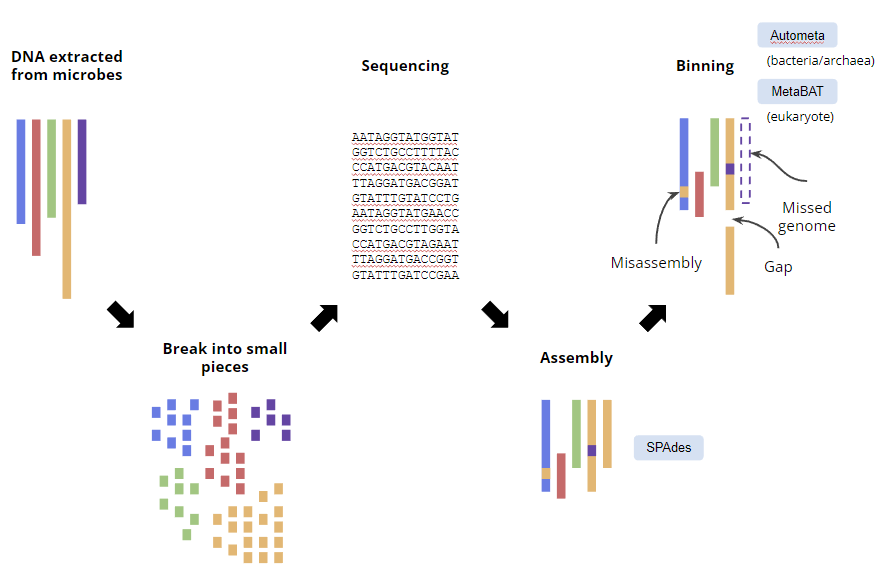 DNA extracted
from microbes
Sequencing
Binning
Autometa
(bacteria/archaea)
MetaBAT
(eukaryote)
AATAGGTATGGTAT
GGTCTGCCTTTTAC
CCATGACGTACAAT
TTAGGATGACGGAT
GTATTTGTATCCTG
AATAGGTATGAACC
GGTCTGCCTTGGTA
CCATGACGTAGAAT
TTAGGATGACCGGT
GTATTTGATCCGAA
Missed
genome
Misassembly
Gap
Break into small
pieces
Assembly
SPAdes